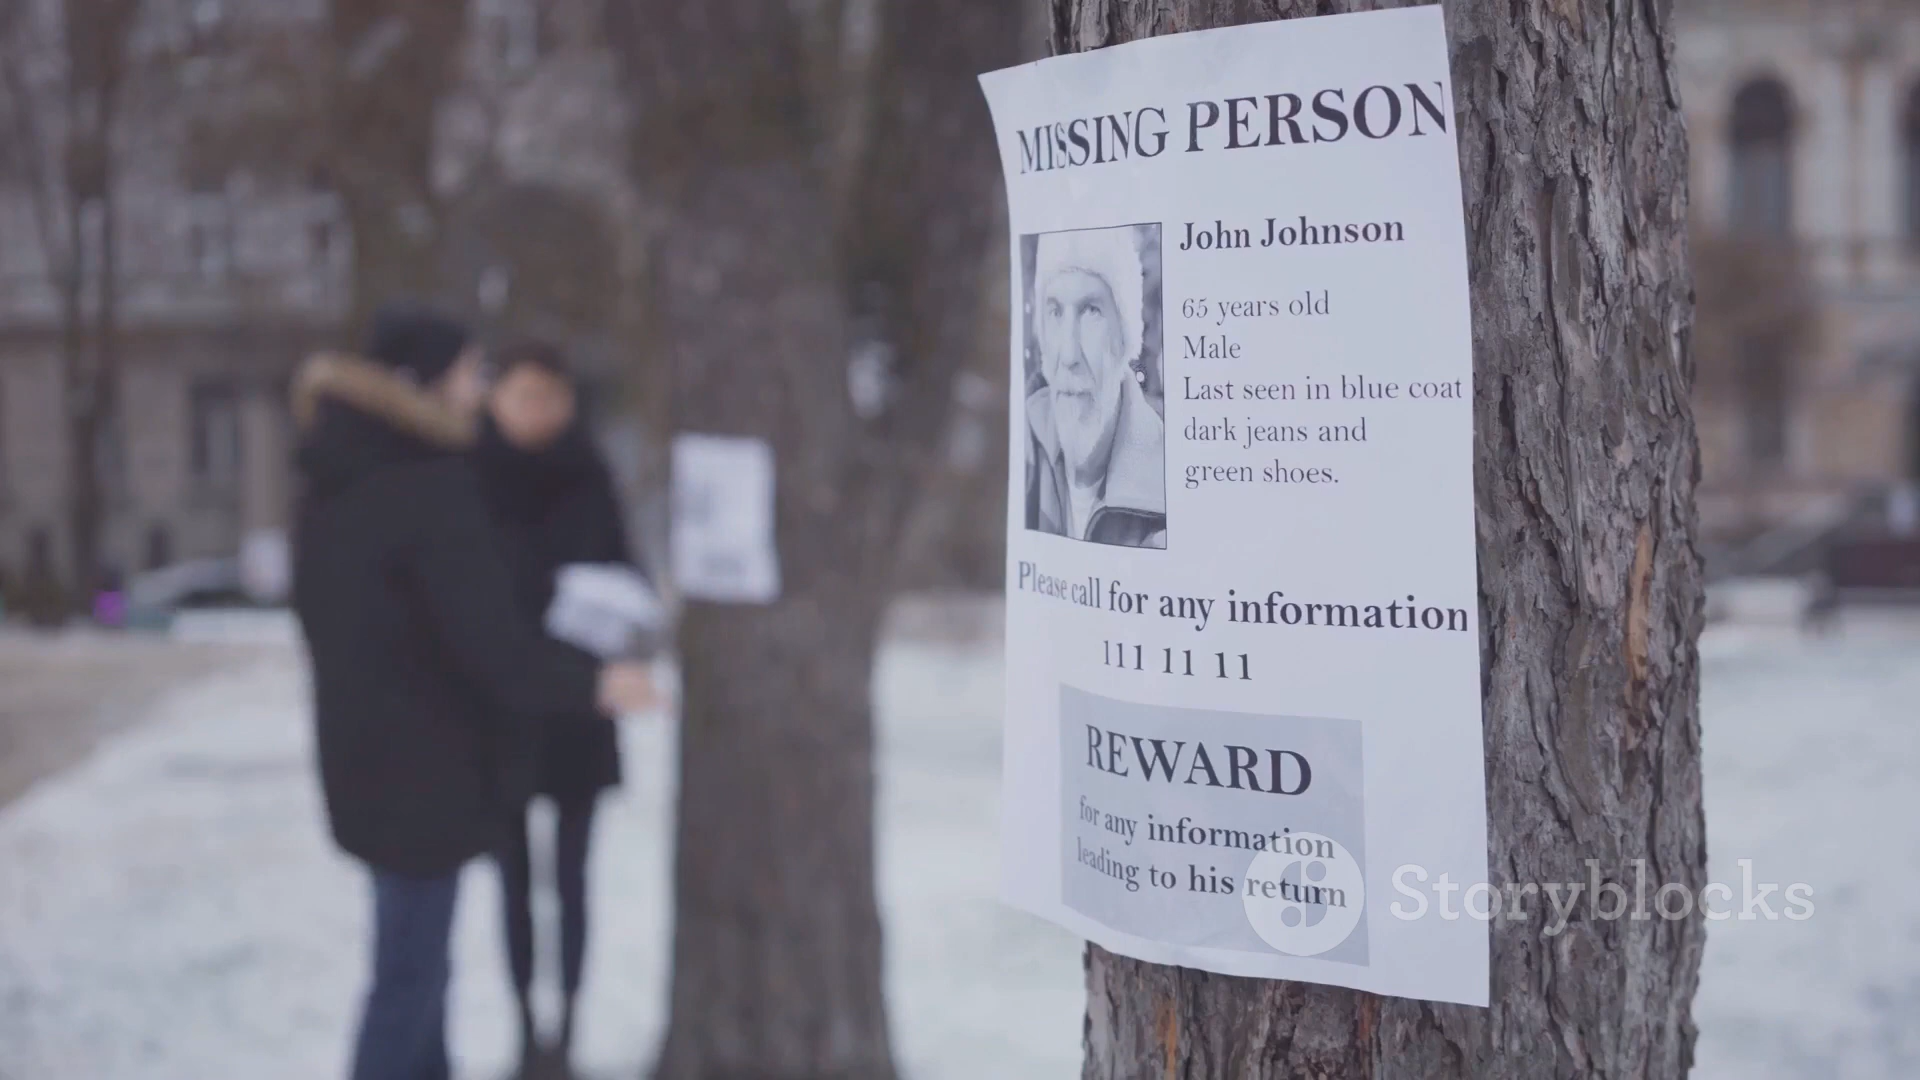 MISSING PERSON
John Johnson
65 years old
Male
Last seen in blue coat
dark jeans and
green shoes.
Please call for any information
111 11 11
REWARD
for any information
leading to his return
Storyblocks